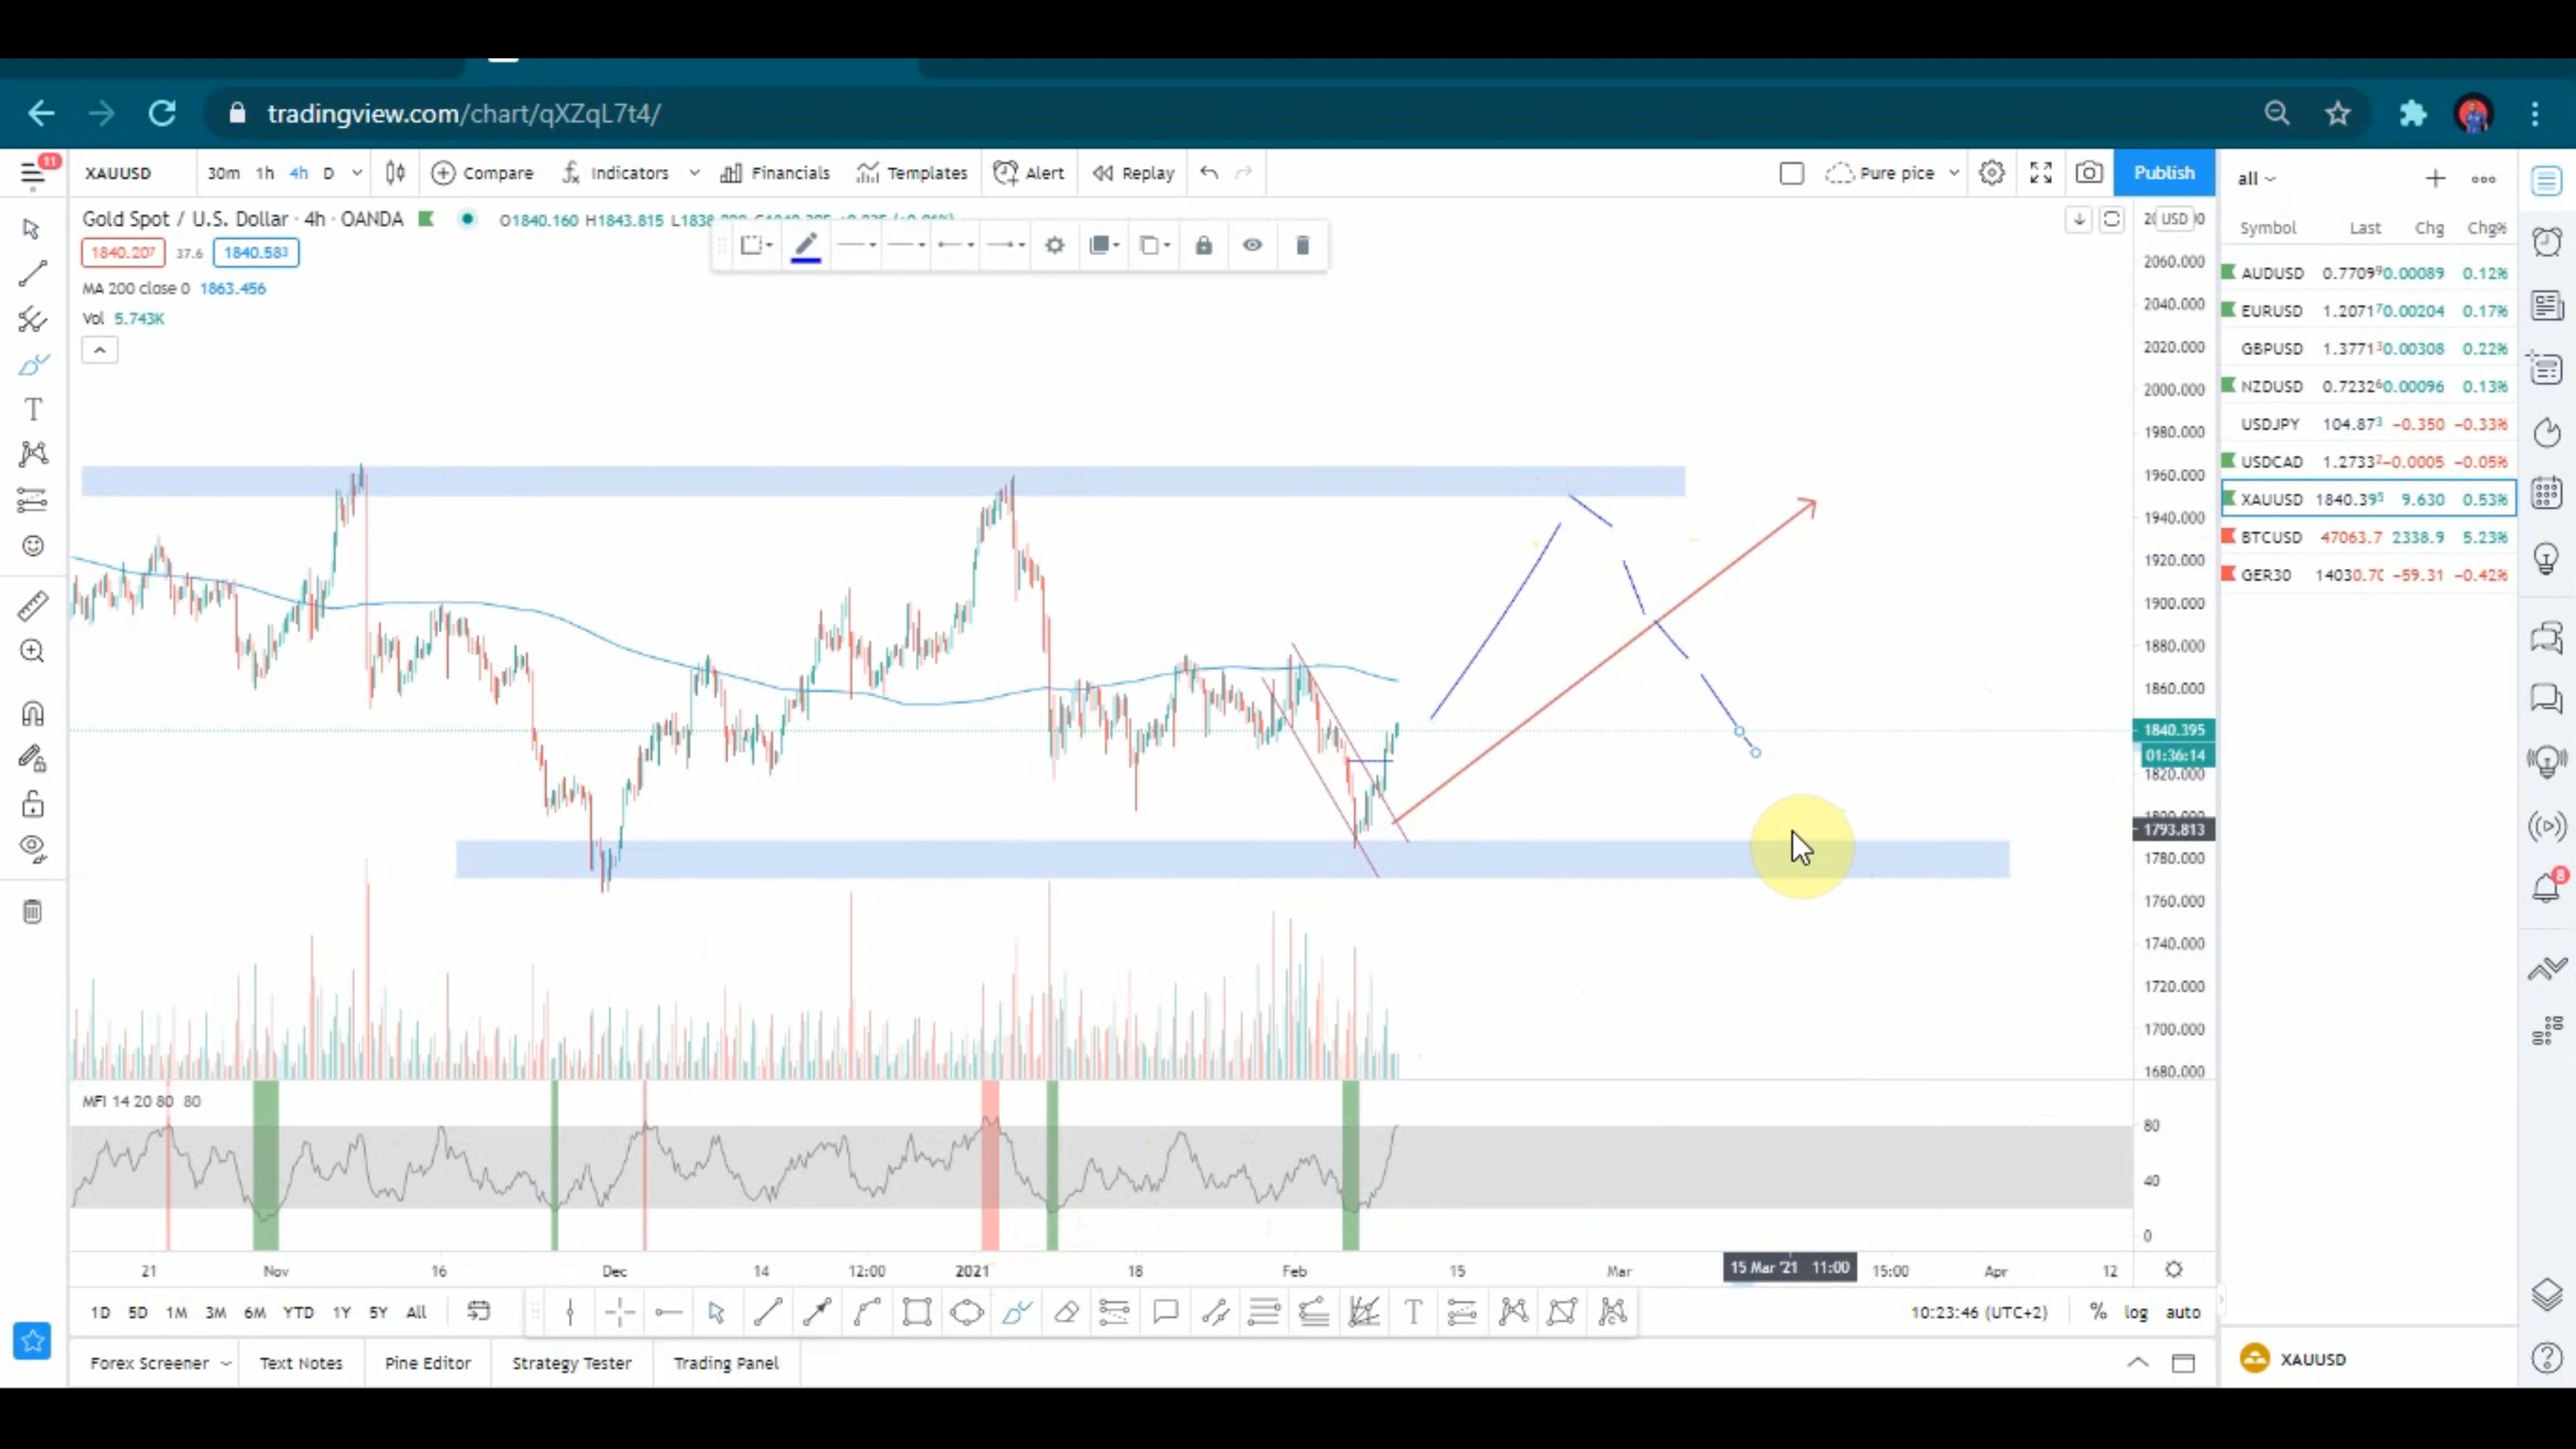 tradingview.com/chart/qXZqL7t4/
11
XAUUSD 30m 1h 4h D Compare Indicators Financials Templates Alert Replay Pure pice Publish
Gold Spot / U.S. Dollar · 4h · OANDA O1840.160 H1843.815
1840.207 37.6 1840.583
MA 200 close 0 1863.456
Vol 5.743K
USD
2060.000
2040.000
2020.000
2000.000
1980.000
1960.000
1940.000
1920.000
1900.000
1880.000
1860.000
1840.395
01:36:14
1820.000
1793.813
1780.000
1760.000
1740.000
1720.000
1700.000
1680.000
MFI 14 20 80 80
80
40
0
21 Nov 16 Dec 14 12:00 2021 18 Feb 15 Mar 15 Mar '21 11:00 15:00 Apr 12
1D 5D 1M 3M 6M YTD 1Y 5Y All
10:23:46 (UTC+2) % log auto
Forex Screener Text Notes Pine Editor Strategy Tester Trading Panel
all
Symbol Last Chg Chg%
AUDUSD 0.77099 0.00089 0.12%
EURUSD 1.20717 0.00204 0.17%
GBPUSD 1.37713 0.00308 0.22%
NZDUSD 0.72326 0.00096 0.13%
USDJPY 104.873 -0.350 -0.33%
USDCAD 1.27332 -0.0005 -0.05%
XAUUSD 1840.395 9.630 0.53%
BTCUSD 47063.7 2338.9 5.23%
GER30 14030.70 -59.31 -0.42%
8
XAUUSD